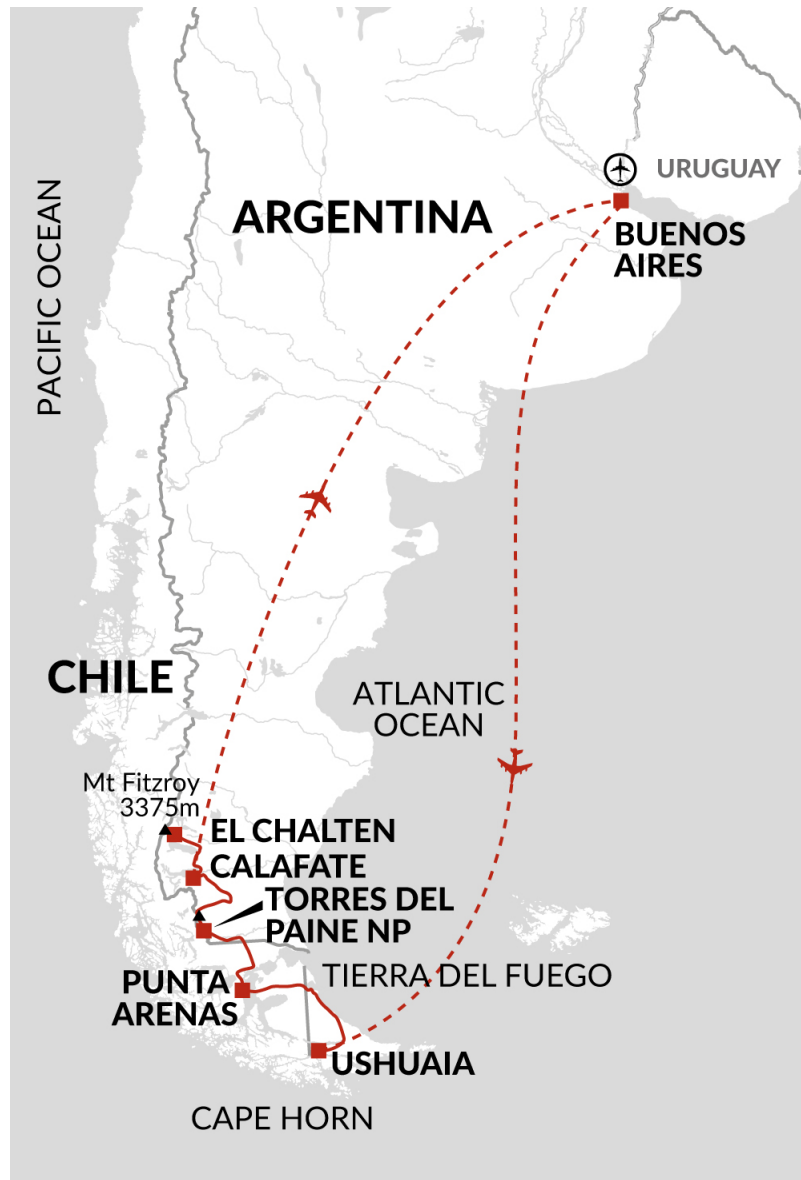 URUGUAY
ARGENTINA
BUENOS
AIRES
PACIFIC OCEAN
CHILE
ATLANTIC
OCEAN
Mt Fitzroy
3375m
EL CHALTEN
CALAFATE
TORRES DEL
PAINE NP
TIERRA DEL FUEGO
PUNTA
ARENAS
USHUAIA
CAPE HORN